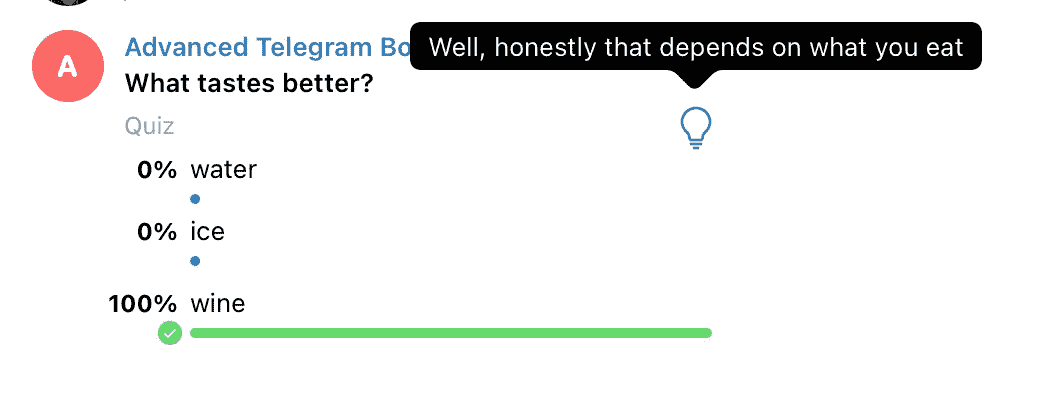 A
Advanced Telegram Bo
Well, honestly that depends on what you eat
What tastes better?
Quiz
0% water
0% ice
100% wine